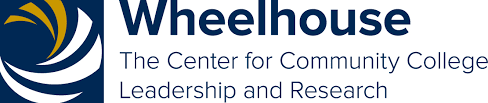 Wheelhouse
The Center for Community College
Leadership and Research